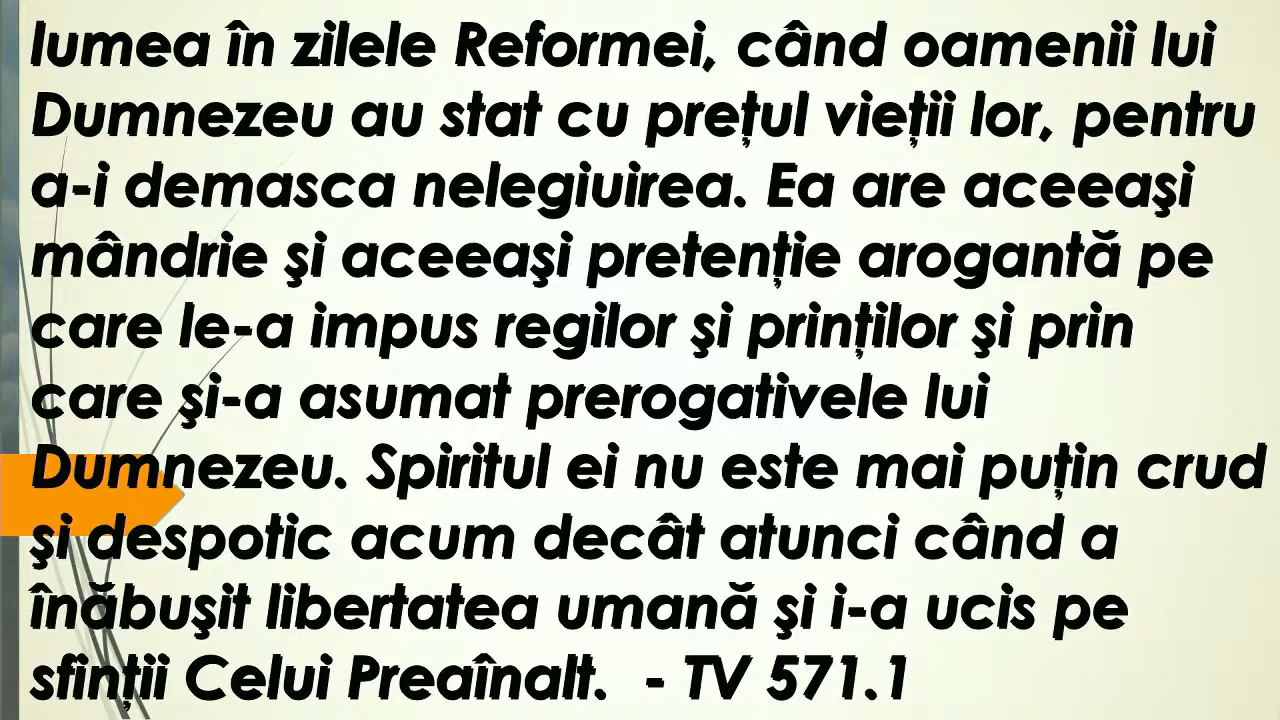 lumea în zilele Reformei, când oamenii lui
Dumnezeu au stat cu prețul vieții lor, pentru
a-i demasca nelegiuirea. Ea are aceeaşi
mândrie şi aceeaşi pretenție arogantă pe
care le-a impus regilor şi prinților şi prin
care şi-a asumat prerogativele lui
Dumnezeu. Spiritul ei nu este mai puțin crud
şi despotic acum decât atunci când a
înăbuşit libertatea umană şi i-a ucis pe
sfinții Celui Preaînalt.  - TV 571.1